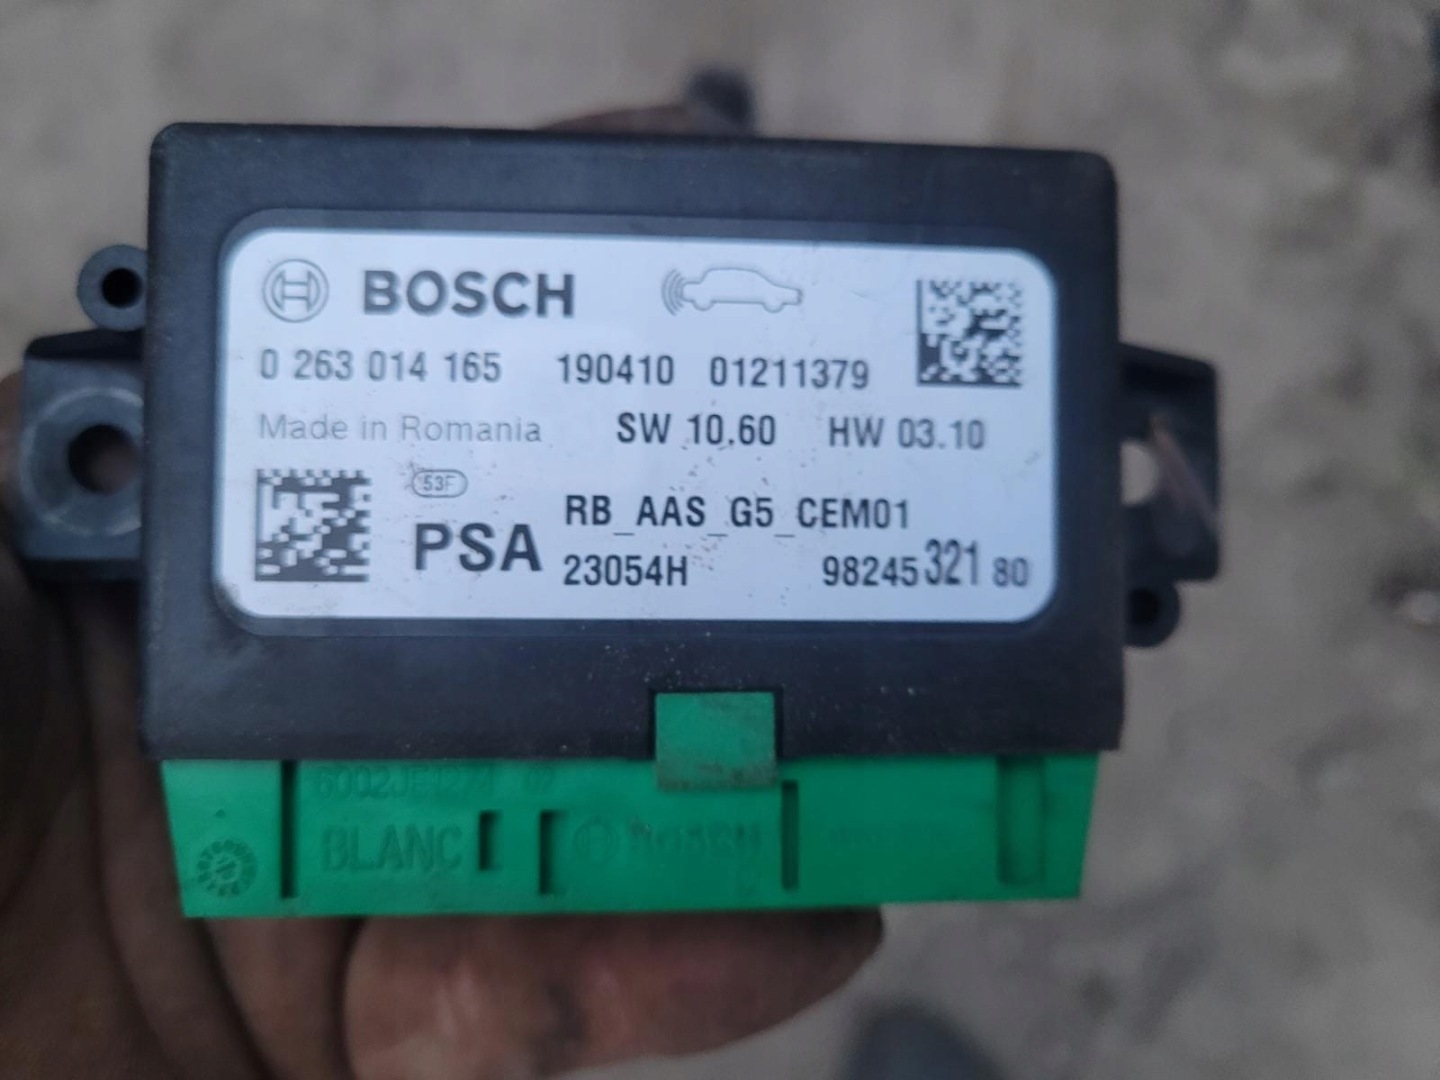 BOSCH
0 263 014 165 190410 01211379
Made in Romania SW 10.60 HW 03.10
53F
PSA RB_AAS_G5_CEM01
23054H 98245 321 80
BLANC
BOSCH